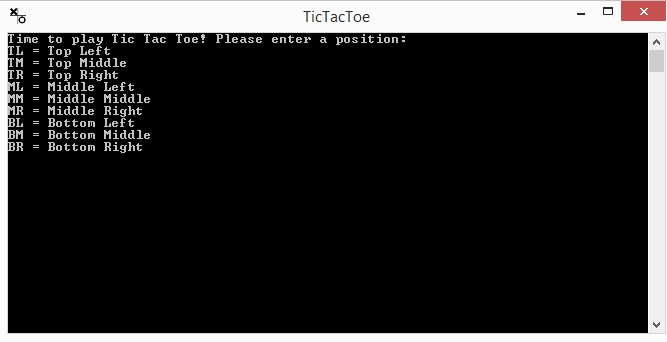 TicTacToe
Time to play Tic Tac Toe! Please enter a position:
TL = Top Left
TM = Top Middle
TR = Top Right
ML = Middle Left
MM = Middle Middle
MR = Middle Right
BL = Bottom Left
BM = Bottom Middle
BR = Bottom Right